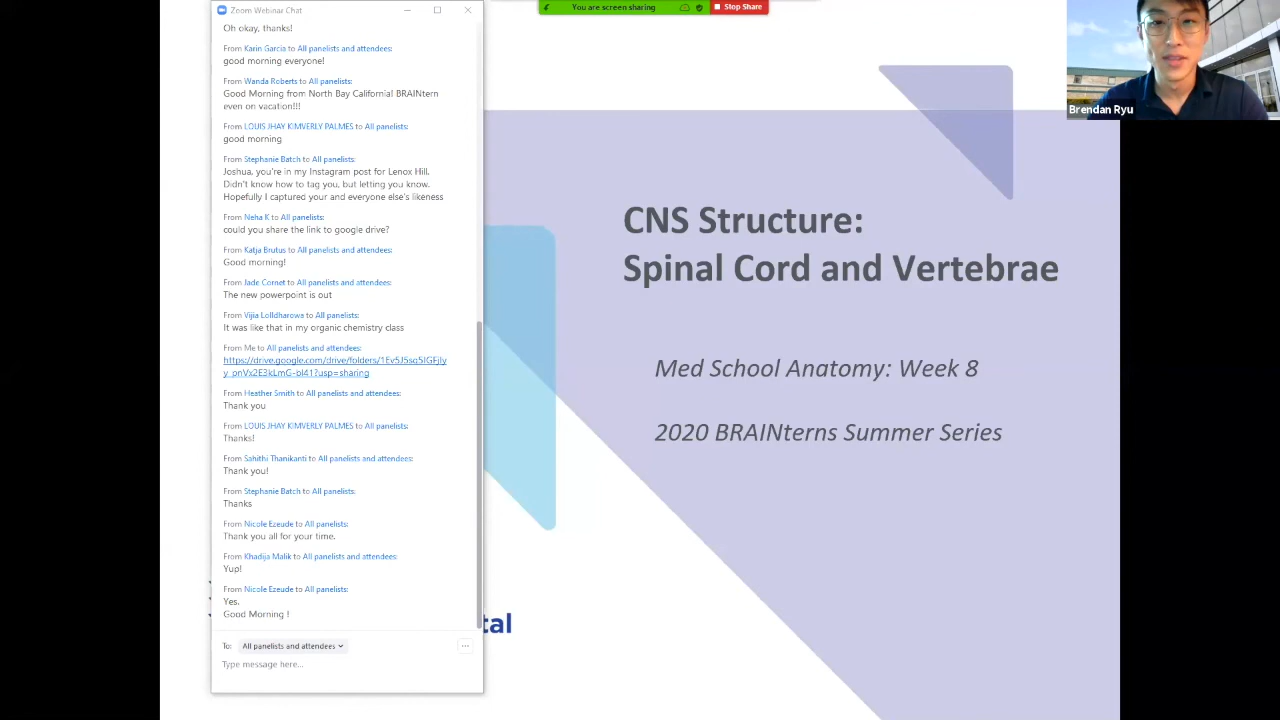 Zoom Webinar Chat
Oh okay, thanks!
From Karin Garcia to All panelists and attendees:
good morning everyone!
From Wanda Roberts to All panelists:
Good Morning from North Bay California! BRAINtern
even on vacation!!!
From LOUIS JHAY KIMVERLY PALMES to All panelists:
good morning
From Stephanie Batch to All panelists:
Joshua, you're in my Instagram post for Lenox Hill.
Didn't know how to tag you, but letting you know.
Hopefully I captured your and everyone else's likeness
From Neha K to All panelists:
could you share the link to google drive?
From Katja Brutus to All panelists and attendees:
Good morning!
From Jade Cornet to All panelists and attendees:
The new powerpoint is out
From Vijia Lolldharowa to All panelists:
It was like that in my organic chemistry class
From Me to All panelists and attendees:
https://drive.google.com/drive/folders/1Ev5J5sq5IGFjIy
y_pnVx2E3kLmG-bI41?usp=sharing
From Heather Smith to All panelists and attendees:
Thank you
From LOUIS JHAY KIMVERLY PALMES to All panelists:
Thanks!
From Sahithi Thanikanti to All panelists and attendees:
Thank you!
From Stephanie Batch to All panelists:
Thanks
From Nicole Ezeude to All panelists:
Thank you all for your time.
From Khadija Malik to All panelists and attendees:
Yup!
From Nicole Ezeude to All panelists:
Yes.
Good Morning !
To: All panelists and attendees
Type message here...
You are screen sharing
Stop Share
Brendan Ryu
CNS Structure:
Spinal Cord and Vertebrae
Med School Anatomy: Week 8
2020 BRAINterns Summer Series
tal